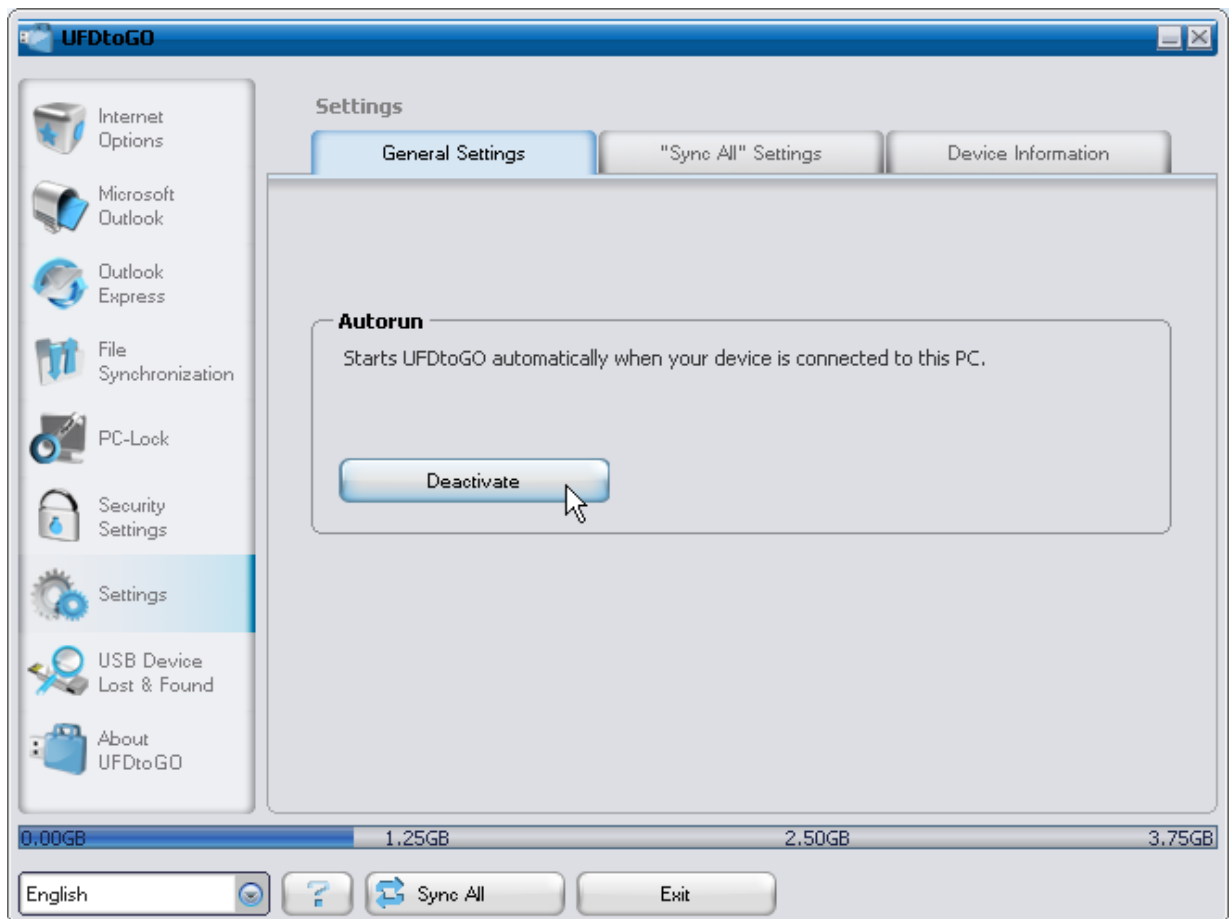 UFDtoGO
Internet
Options
Microsoft
Outlook
Outlook
Express
File
Synchronization
PC-Lock
Security
Settings
Settings
USB Device
Lost & Found
About
UFDtoGO
Settings
General Settings
"Sync All" Settings
Device Information
Autorun
Starts UFDtoGO automatically when your device is connected to this PC.
Deactivate
0.00GB 1.25GB 2.50GB 3.75GB
English
?
Sync All
Exit